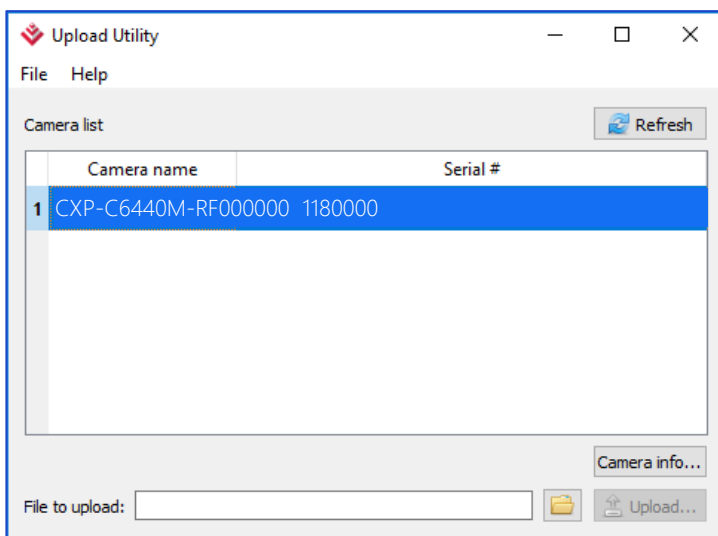 Upload Utility
File Help
Camera list
Refresh
Camera name Serial #
1 CXP-C6440M-RF000000 1180000
Camera info...
File to upload: Upload...